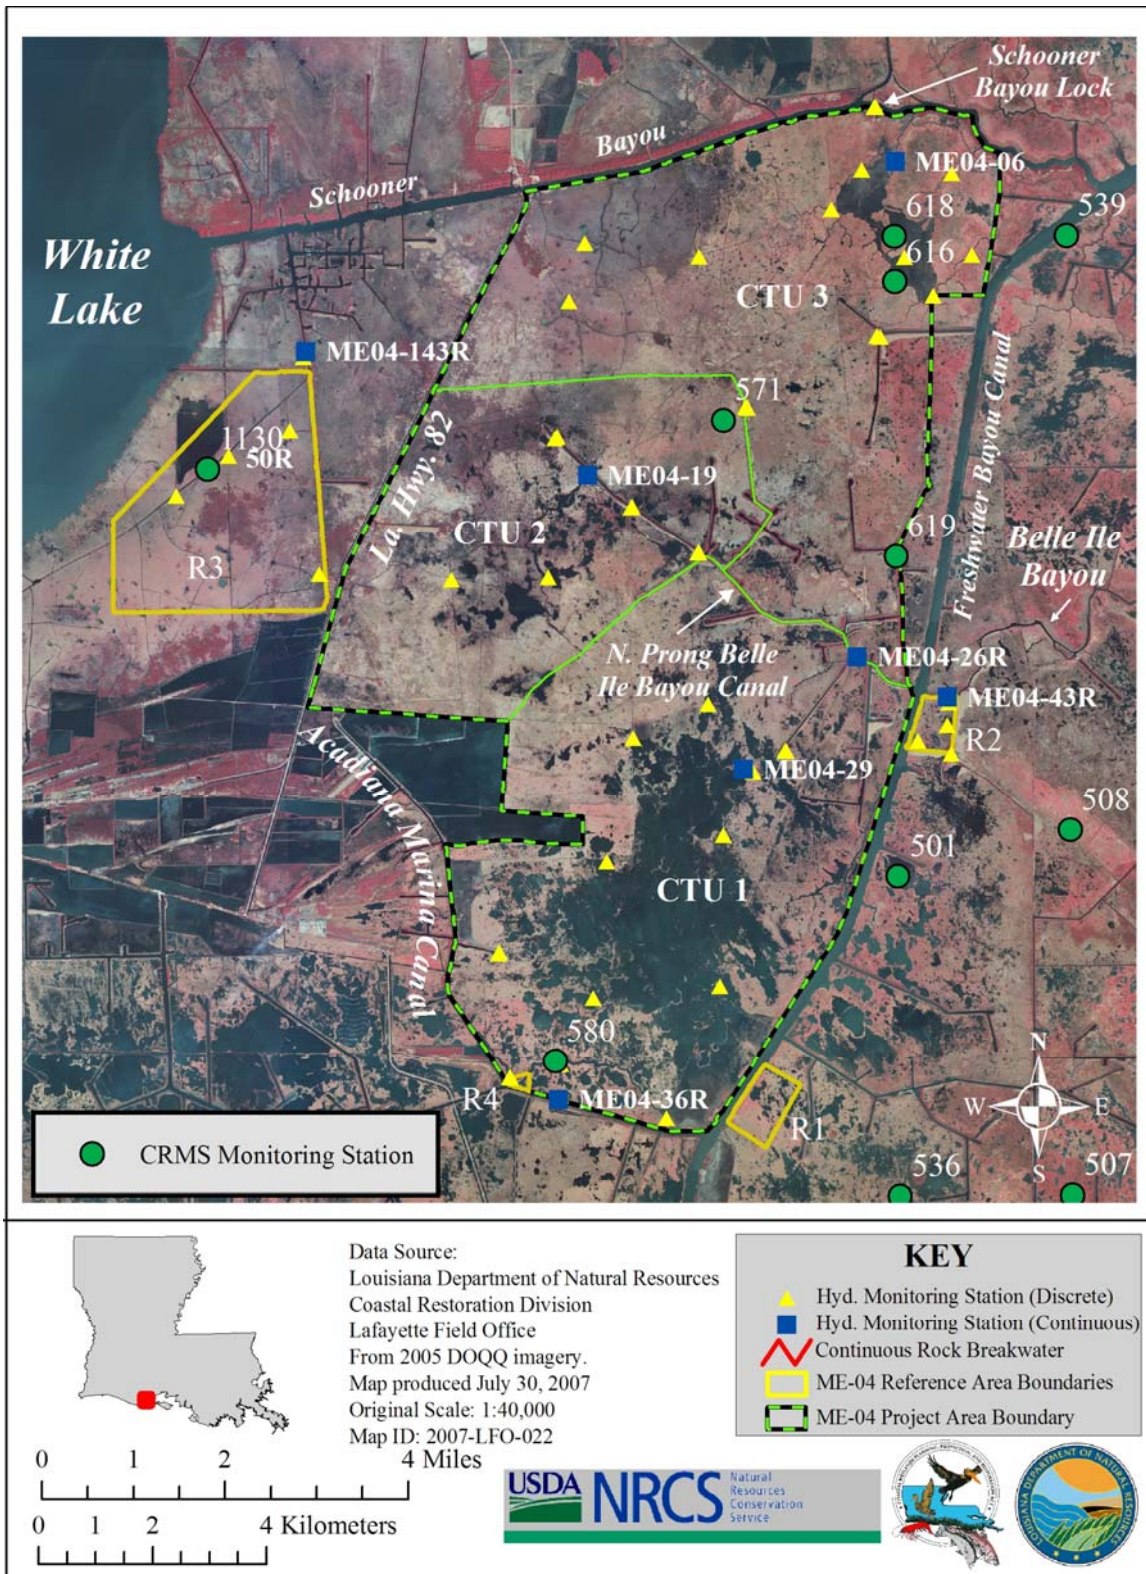 Schooner
Bayou Lock
Bayou
Schooner
ME04-06
618
539
616
White
Lake
CTU 3
ME04-143R
571
La. Hwy. 82
Freshwater Bayou Canal
1130
50R
ME04-19
R3
CTU 2
619
Belle Ile
Bayou
N. Prong Belle
Ile Bayou Canal
ME04-26R
ME04-43R
R2
Acadiana Marina Canal
ME04-29
508
501
CTU 1
580
R4
ME04-36R
R1
N
W
E
S
536
507
CRMS Monitoring Station
Data Source:
Louisiana Department of Natural Resources
Coastal Restoration Division
Lafayette Field Office
From 2005 DOQQ imagery.
Map produced July 30, 2007
Original Scale: 1:40,000
Map ID: 2007-LFO-022
0 1 2 4 Miles
0 1 2 4 Kilometers
KEY
Hyd. Monitoring Station (Discrete)
Hyd. Monitoring Station (Continuous)
Continuous Rock Breakwater
ME-04 Reference Area Boundaries
ME-04 Project Area Boundary
USDA
NRCS
Natural
Resources
Conservation
Service
LOUISIANA DEPARTMENT OF NATURAL RESOURCES